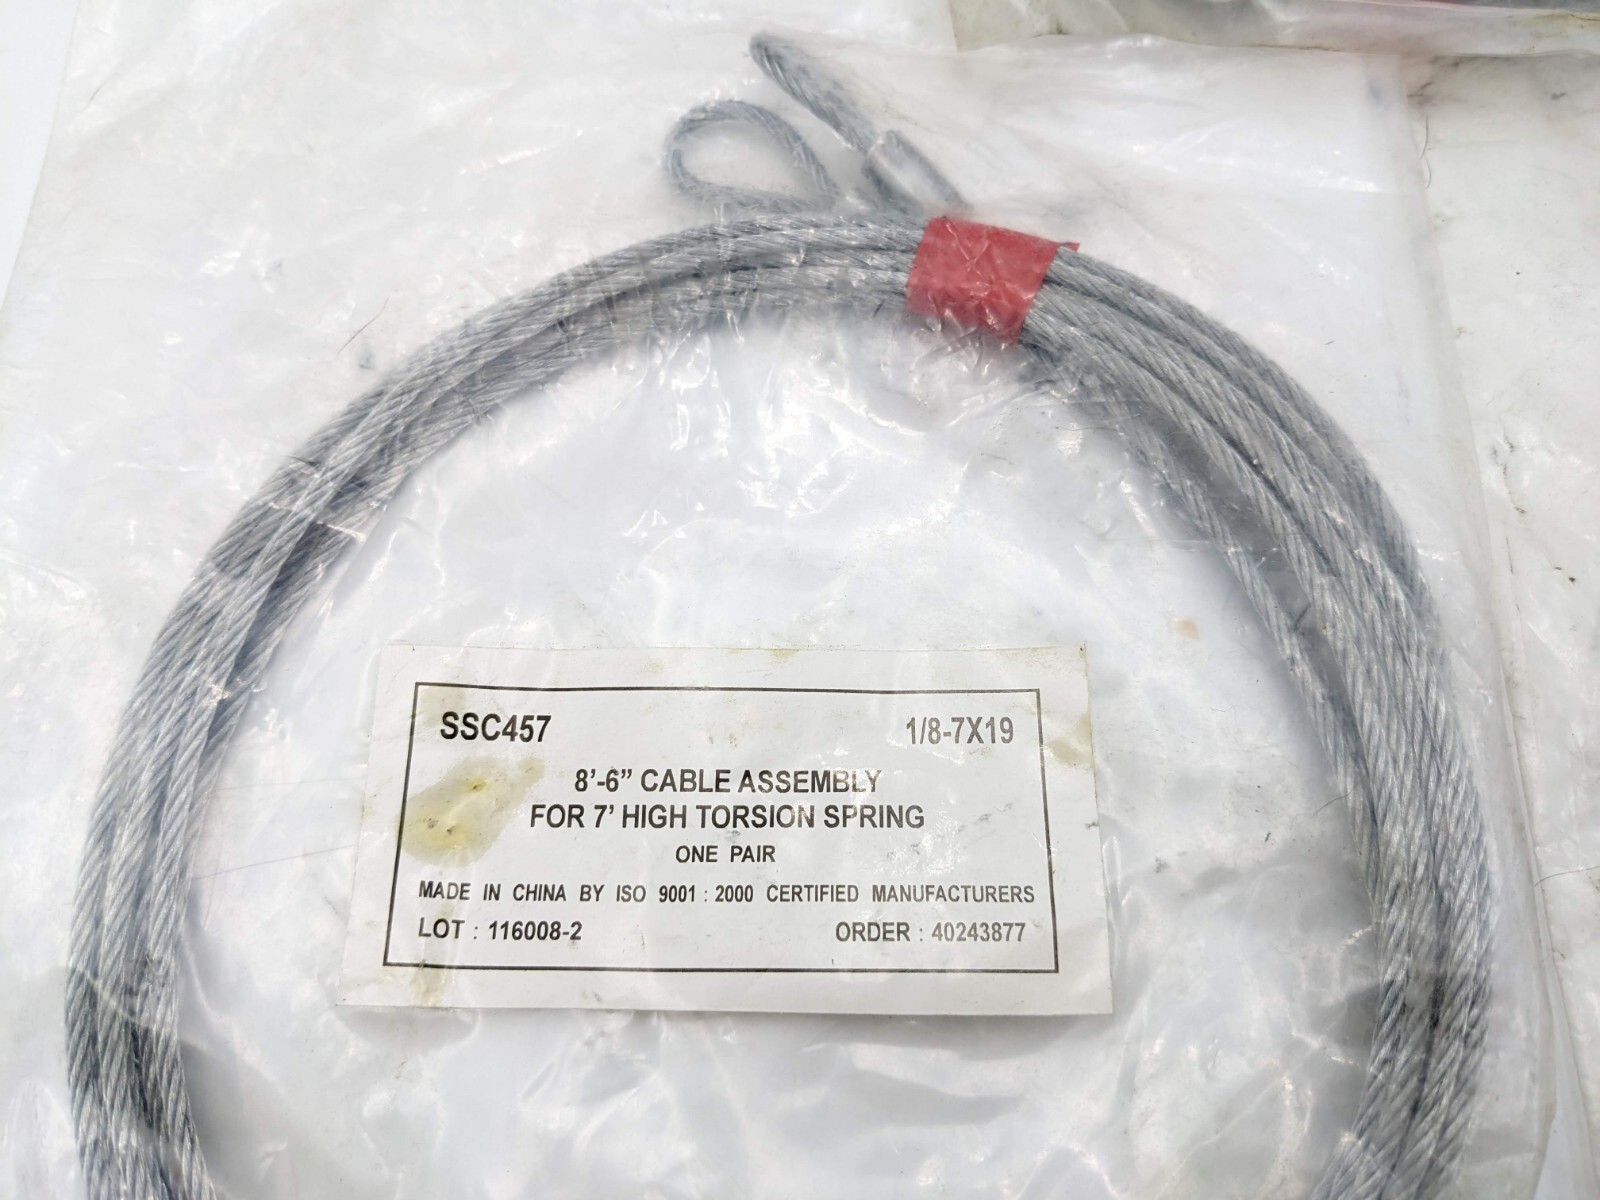 SSC457 1/8-7X19
8'-6” CABLE ASSEMBLY
FOR 7' HIGH TORSION SPRING
ONE PAIR
MADE IN CHINA BY ISO 9001 : 2000 CERTIFIED MANUFACTURERS
LOT : 116008-2 ORDER : 40243877